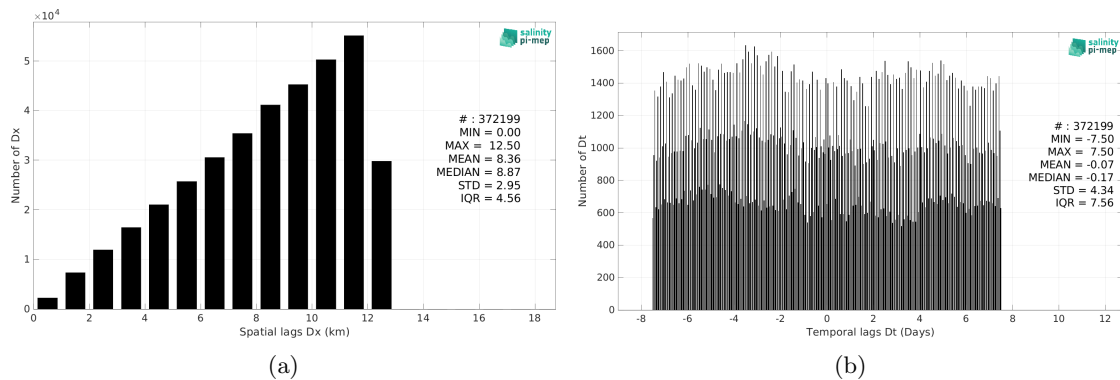 ×10⁴
5
4
3
2
1
0
Number of Dx
0 2 4 6 8 10 12 14 16 18
Spatial lags Dx (km)
salinity
pi-mep
# : 372199
MIN = 0.00
MAX = 12.50
MEAN = 8.36
MEDIAN = 8.87
STD = 2.95
IQR = 4.56
(a)
1600
1400
1200
1000
800
600
400
200
0
Number of Dt
-8 -6 -4 -2 0 2 4 6 8 10 12
Temporal lags Dt (Days)
salinity
pi-mep
# : 372199
MIN = -7.50
MAX = 7.50
MEAN = -0.07
MEDIAN = -0.17
STD = 4.34
IQR = 7.56
(b)